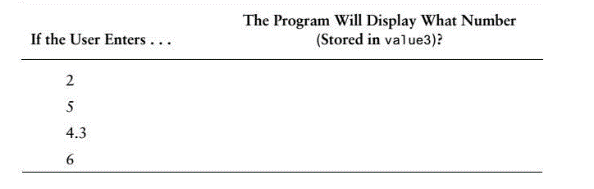 The Program Will Display What Number
If the User Enters . . . (Stored in value3)?
2
5
4.3
6